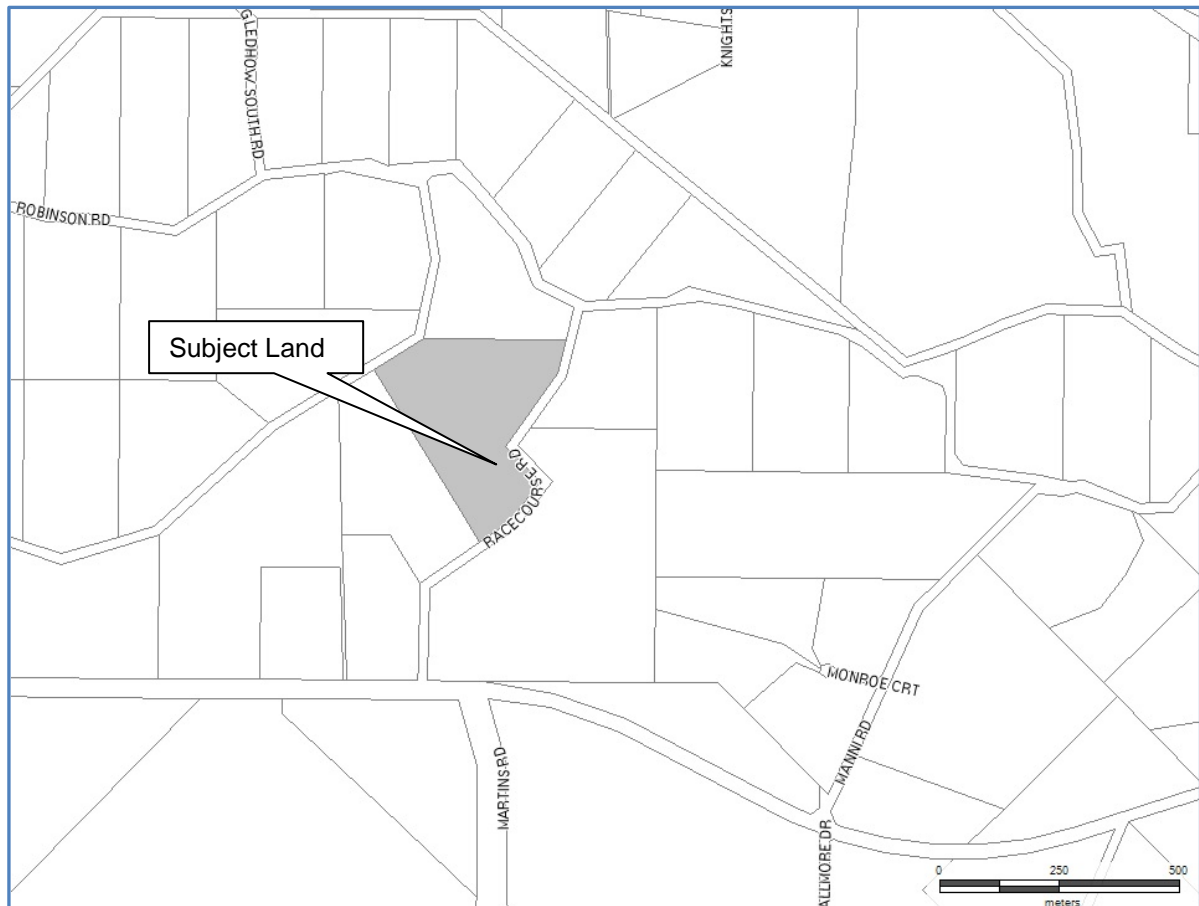 GLEDHOW SOUTH RD
KNIGHTS
ROBINSON RD
Subject Land
RACECOURSE RD
MONROE CRT
MANNI RD
MARTINS RD
ALLMORE DR
0 250 500
meters